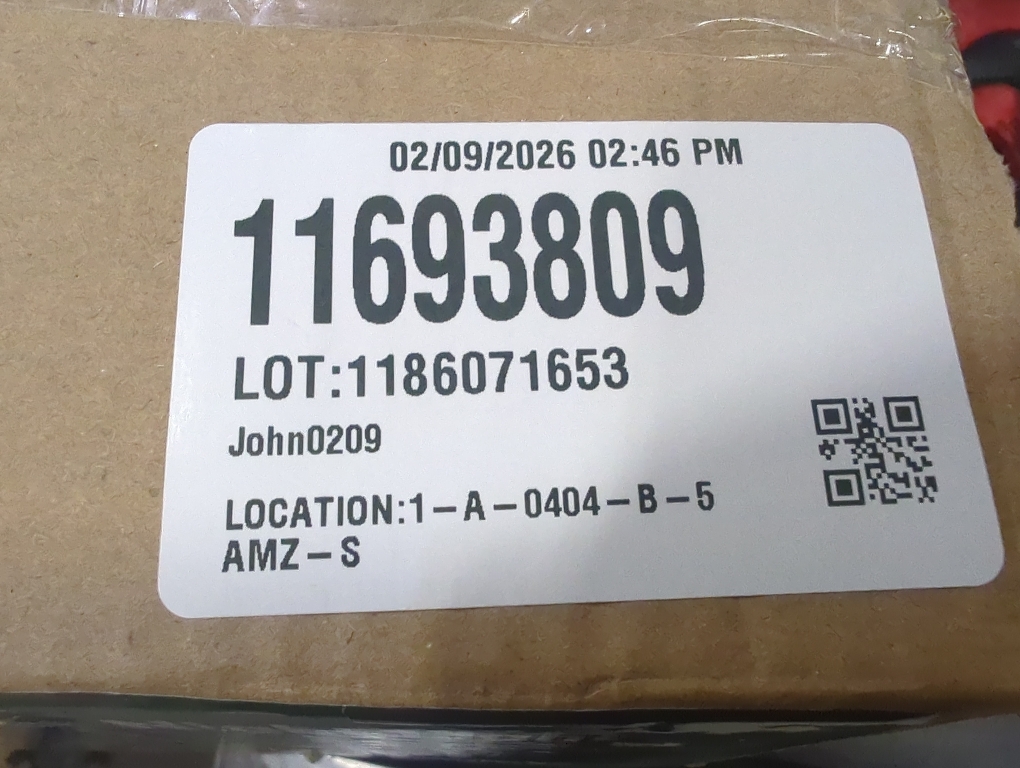 02/09/2026 02:46 PM
11693809
LOT:1186071653
John0209
LOCATION:1-A-0404-B-5
AMZ-S